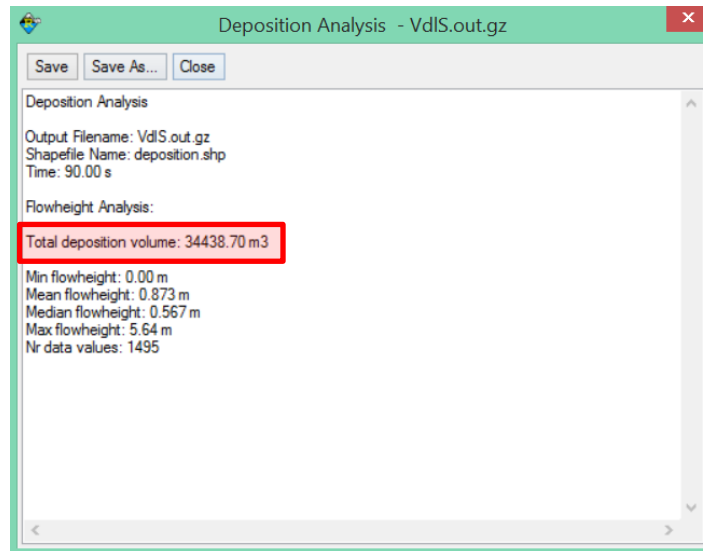 Deposition Analysis - VdlS.out.gz
Save Save As... Close
Deposition Analysis
Output Filename: VdlS.out.gz
Shapefile Name: deposition.shp
Time: 90.00 s
Flowheight Analysis:
Total deposition volume: 34438.70 m3
Min flowheight: 0.00 m
Mean flowheight: 0.873 m
Median flowheight: 0.567 m
Max flowheight: 5.64 m
Nr data values: 1495